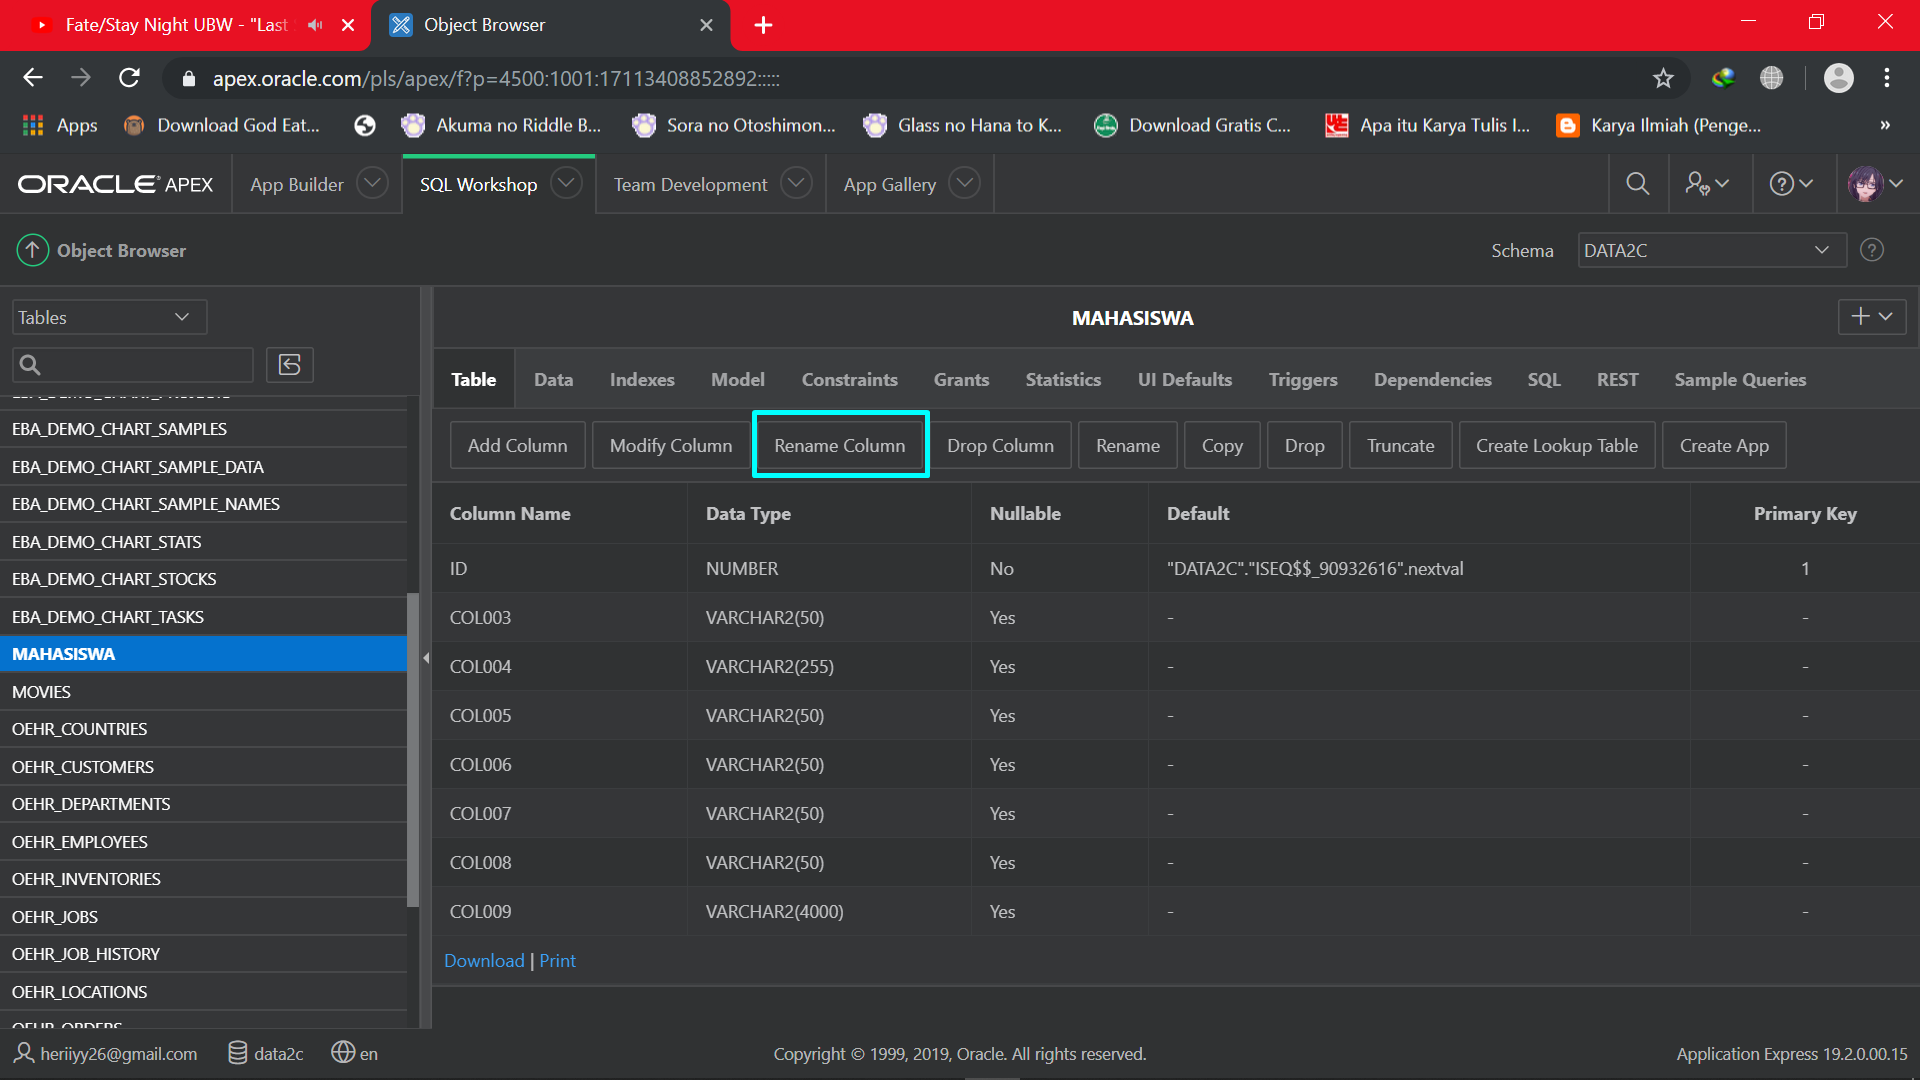 Fate/Stay Night UBW - "Last
Object Browser
apex.oracle.com/pls/apex/f?p=4500:1001:17113408852892:::::
Apps
Download God Eat...
Akuma no Riddle B...
Sora no Otoshimon...
Glass no Hana to K...
Download Gratis C...
Apa itu Karya Tulis I...
Karya Ilmiah (Penge...
»
ORACLE APEX
App Builder
SQL Workshop
Team Development
App Gallery
Object Browser
Schema
DATA2C
Tables
MAHASISWA
Table
Data
Indexes
Model
Constraints
Grants
Statistics
UI Defaults
Triggers
Dependencies
SQL
REST
Sample Queries
Add Column
Modify Column
Rename Column
Drop Column
Rename
Copy
Drop
Truncate
Create Lookup Table
Create App
EBA_DEMO_CHART_SAMPLES
EBA_DEMO_CHART_SAMPLE_DATA
EBA_DEMO_CHART_SAMPLE_NAMES
EBA_DEMO_CHART_STATS
EBA_DEMO_CHART_STOCKS
EBA_DEMO_CHART_TASKS
MAHASISWA
MOVIES
OEHR_COUNTRIES
OEHR_CUSTOMERS
OEHR_DEPARTMENTS
OEHR_EMPLOYEES
OEHR_INVENTORIES
OEHR_JOBS
OEHR_JOB_HISTORY
OEHR_LOCATIONS
Column Name Data Type Nullable Default Primary Key
ID NUMBER No "DATA2C"."ISEQ$$_90932616".nextval 1
COL003 VARCHAR2(50) Yes - -
COL004 VARCHAR2(255) Yes - -
COL005 VARCHAR2(50) Yes - -
COL006 VARCHAR2(50) Yes - -
COL007 VARCHAR2(50) Yes - -
COL008 VARCHAR2(50) Yes - -
COL009 VARCHAR2(4000) Yes - -
Download | Print
heriiyy26@gmail.com
data2c
en
Copyright © 1999, 2019, Oracle. All rights reserved.
Application Express 19.2.0.00.15